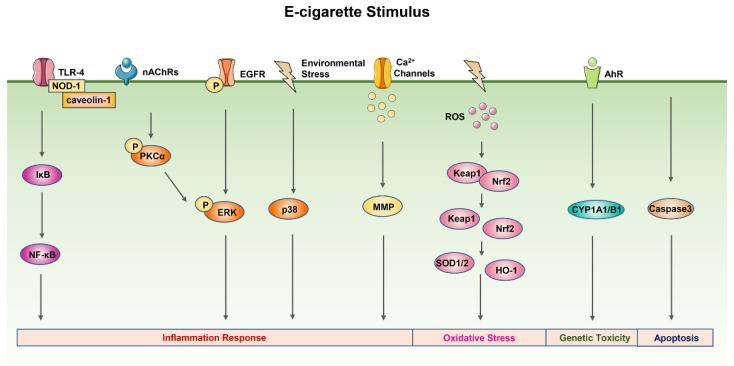 E-cigarette Stimulus
TLR-4
NOD-1
caveolin-1
nAChRs
P
EGFR
Environmental
Stress
Ca²⁺
Channels
ROS
AhR
P
PKCα
IκB
P
ERK
p38
MMP
Keap1
Nrf2
Keap1
Nrf2
CYP1A1/B1
Caspase3
NF-κB
SOD1/2
HO-1
Inflammation Response
Oxidative Stress
Genetic Toxicity
Apoptosis